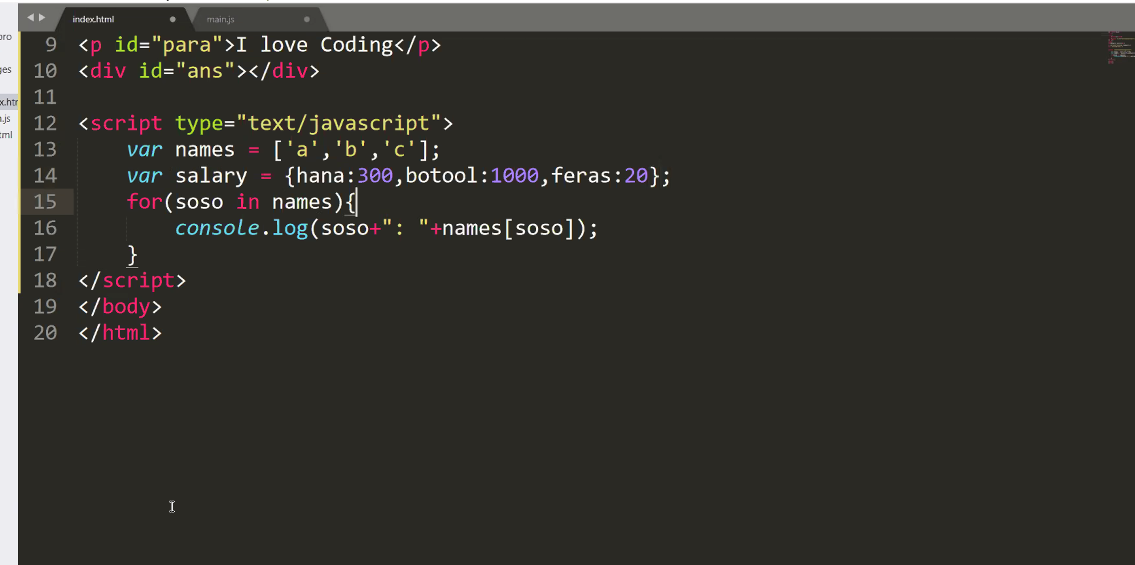 index.html main.js
pro
ges
x.htr
.js
tml
9 <p id="para">I love Coding</p>
10 <div id="ans"></div>
11
12 <script type="text/javascript">
13 var names = ['a','b','c'];
14 var salary = {hana:300,botool:1000,feras:20};
15 for(soso in names){
16 console.log(soso+": "+names[soso]);
17 }
18 </script>
19 </body>
20 </html>